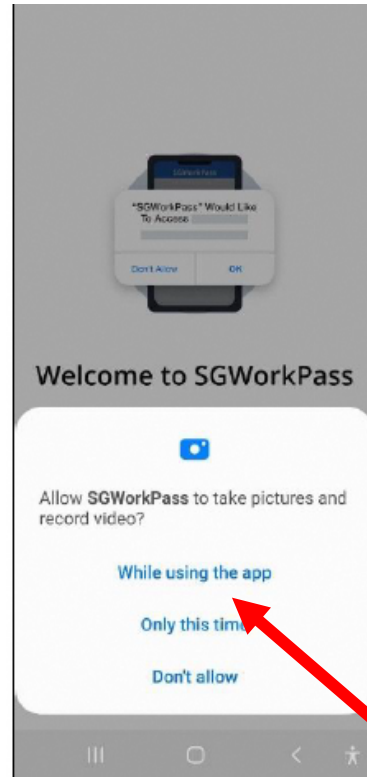 SGWorkPass
"SGWorkPass" Would Like
To Access
Don't Allow OK
Welcome to SGWorkPass
Allow SGWorkPass to take pictures and
record video?
While using the app
Only this time
Don't allow